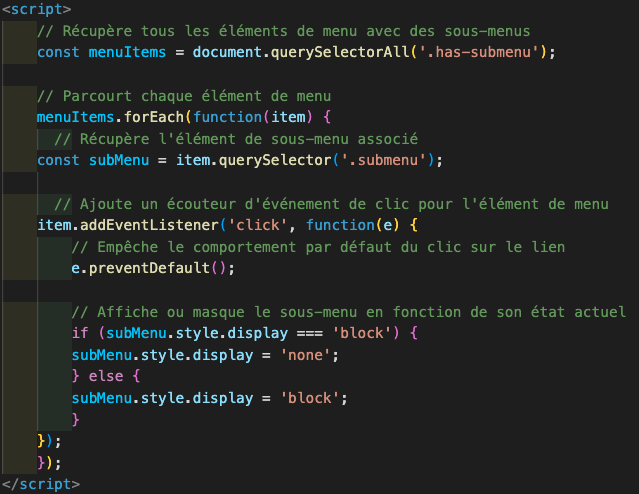 <script>
// Récupère tous les éléments de menu avec des sous-menus
const menuItems = document.querySelectorAll('.has-submenu');
// Parcourt chaque élément de menu
menuItems.forEach(function(item) {
// Récupère l'élément de sous-menu associé
const subMenu = item.querySelector('.submenu');
// Ajoute un écouteur d'événement de clic pour l'élément de menu
item.addEventListener('click', function(e) {
// Empêche le comportement par défaut du clic sur le lien
e.preventDefault();
// Affiche ou masque le sous-menu en fonction de son état actuel
if (subMenu.style.display === 'block') {
subMenu.style.display = 'none';
} else {
subMenu.style.display = 'block';
}
});
});
</script>